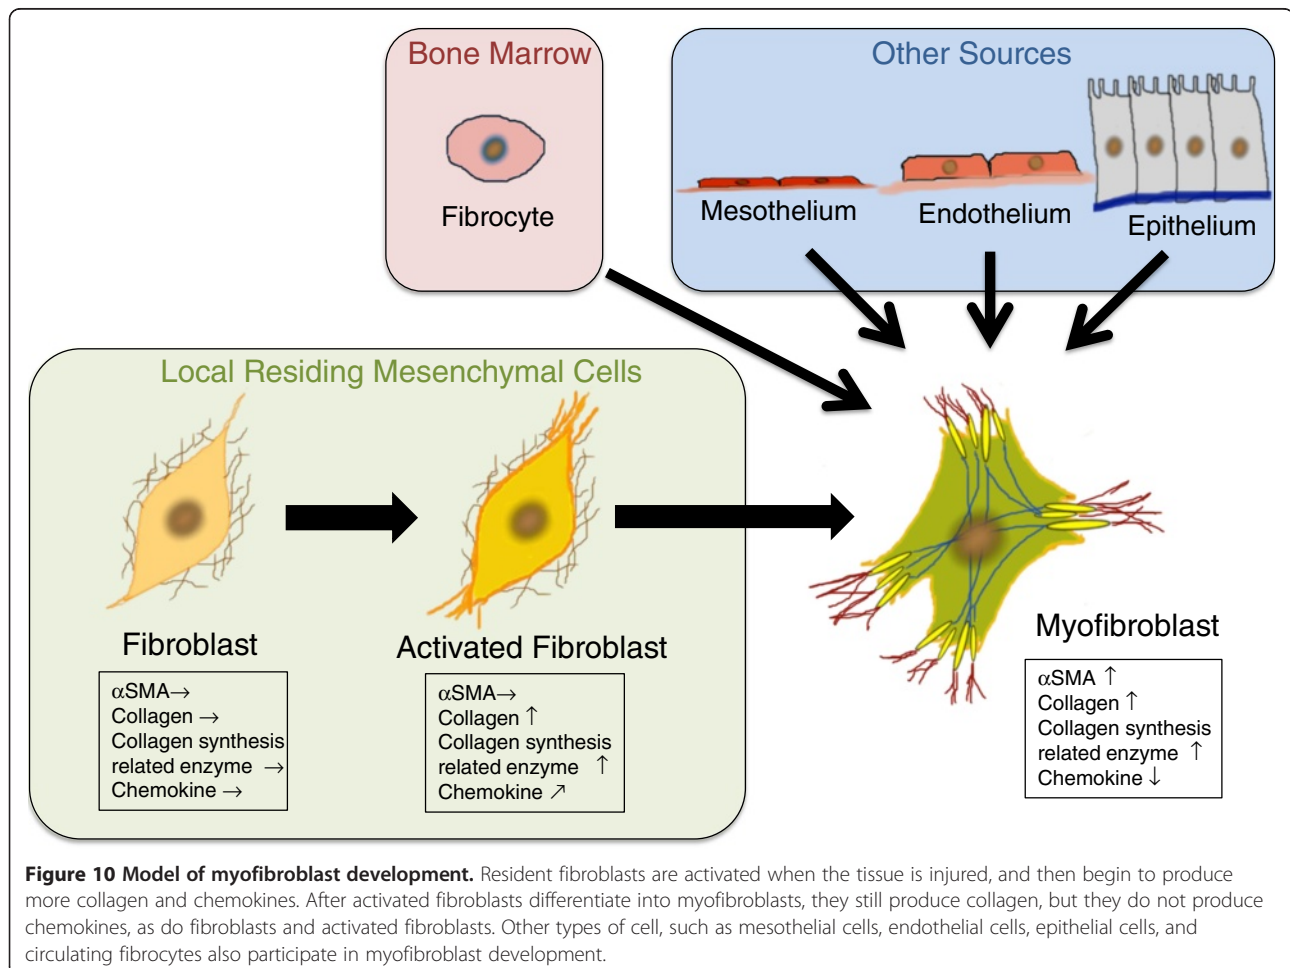 Bone Marrow
Other Sources
Fibrocyte
Mesothelium
Endothelium
Epithelium
Local Residing Mesenchymal Cells
Fibroblast
αSMA→
Collagen →
Collagen synthesis
related enzyme →
Chemokine →
Activated Fibroblast
αSMA→
Collagen ↑
Collagen synthesis
related enzyme ↑
Chemokine ↗
Myofibroblast
αSMA ↑
Collagen ↑
Collagen synthesis
related enzyme ↑
Chemokine ↓
Figure 10 Model of myofibroblast development. Resident fibroblasts are activated when the tissue is injured, and then begin to produce
more collagen and chemokines. After activated fibroblasts differentiate into myofibroblasts, they still produce collagen, but they do not produce
chemokines, as do fibroblasts and activated fibroblasts. Other types of cell, such as mesothelial cells, endothelial cells, epithelial cells, and
circulating fibrocytes also participate in myofibroblast development.